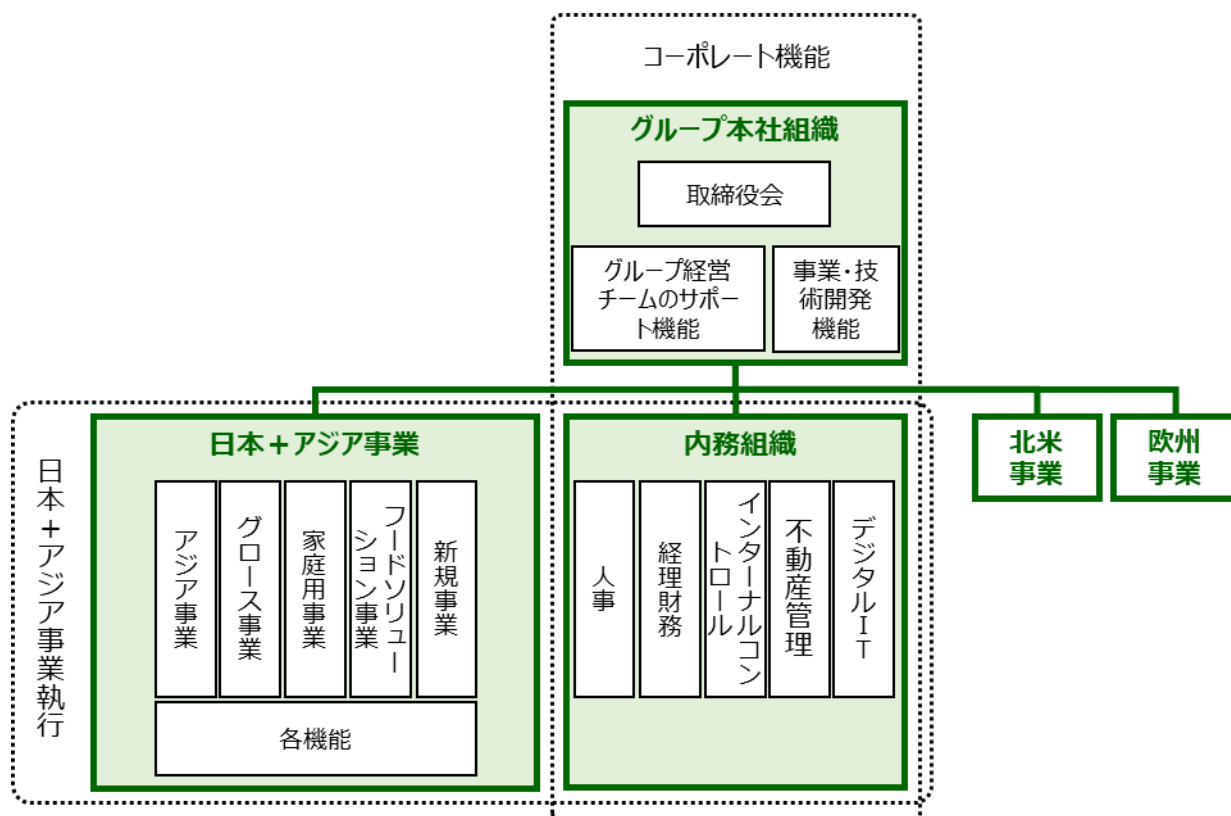 コーポレート機能
グループ本社組織
取締役会
グループ経営
チームのサポー
ト機能
事業・技
術開発
機能
日本＋アジア事業執行
日本＋アジア事業
アジア事業
グロース事業
家庭用事業
フードソリュー
ション事業
新規事業
各機能
内務組織
人事
経理財務
インターナルコン
トロール
不動産管理
デジタルIT
北米
事業
欧州
事業